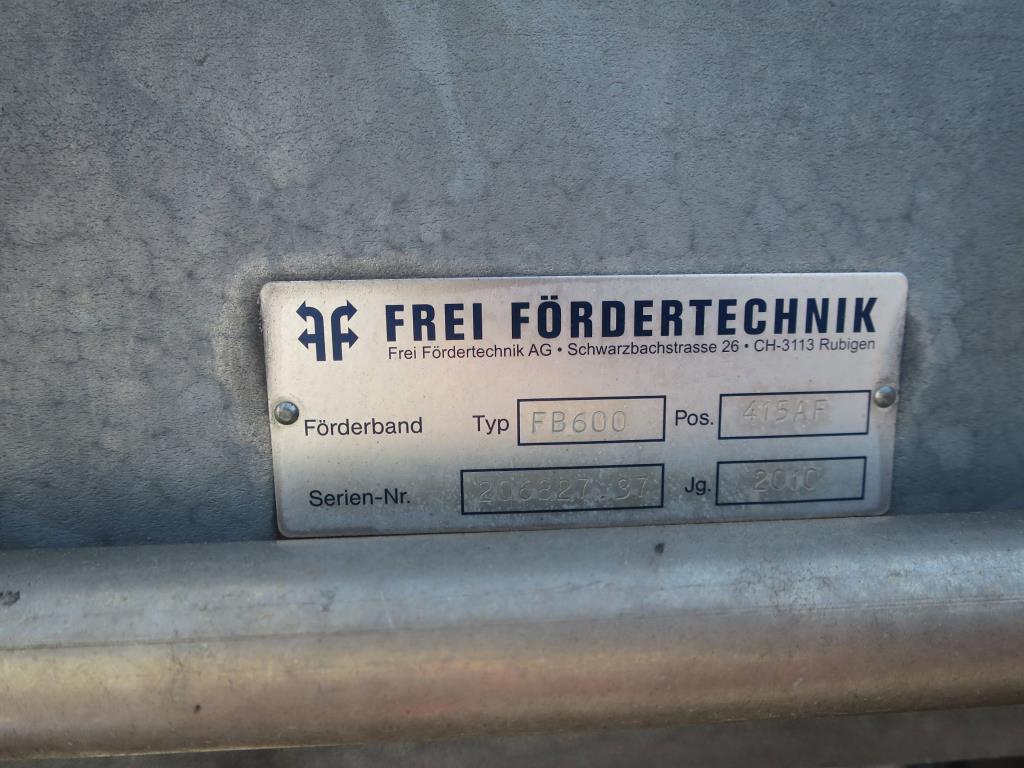 FREI FÖRDERTECHNIK
Frei Fördertechnik AG • Schwarzbachstrasse 26 • CH-3113 Rubigen
Förderband Typ FB600 Pos. 415AF
Serien-Nr. Jg. 2010